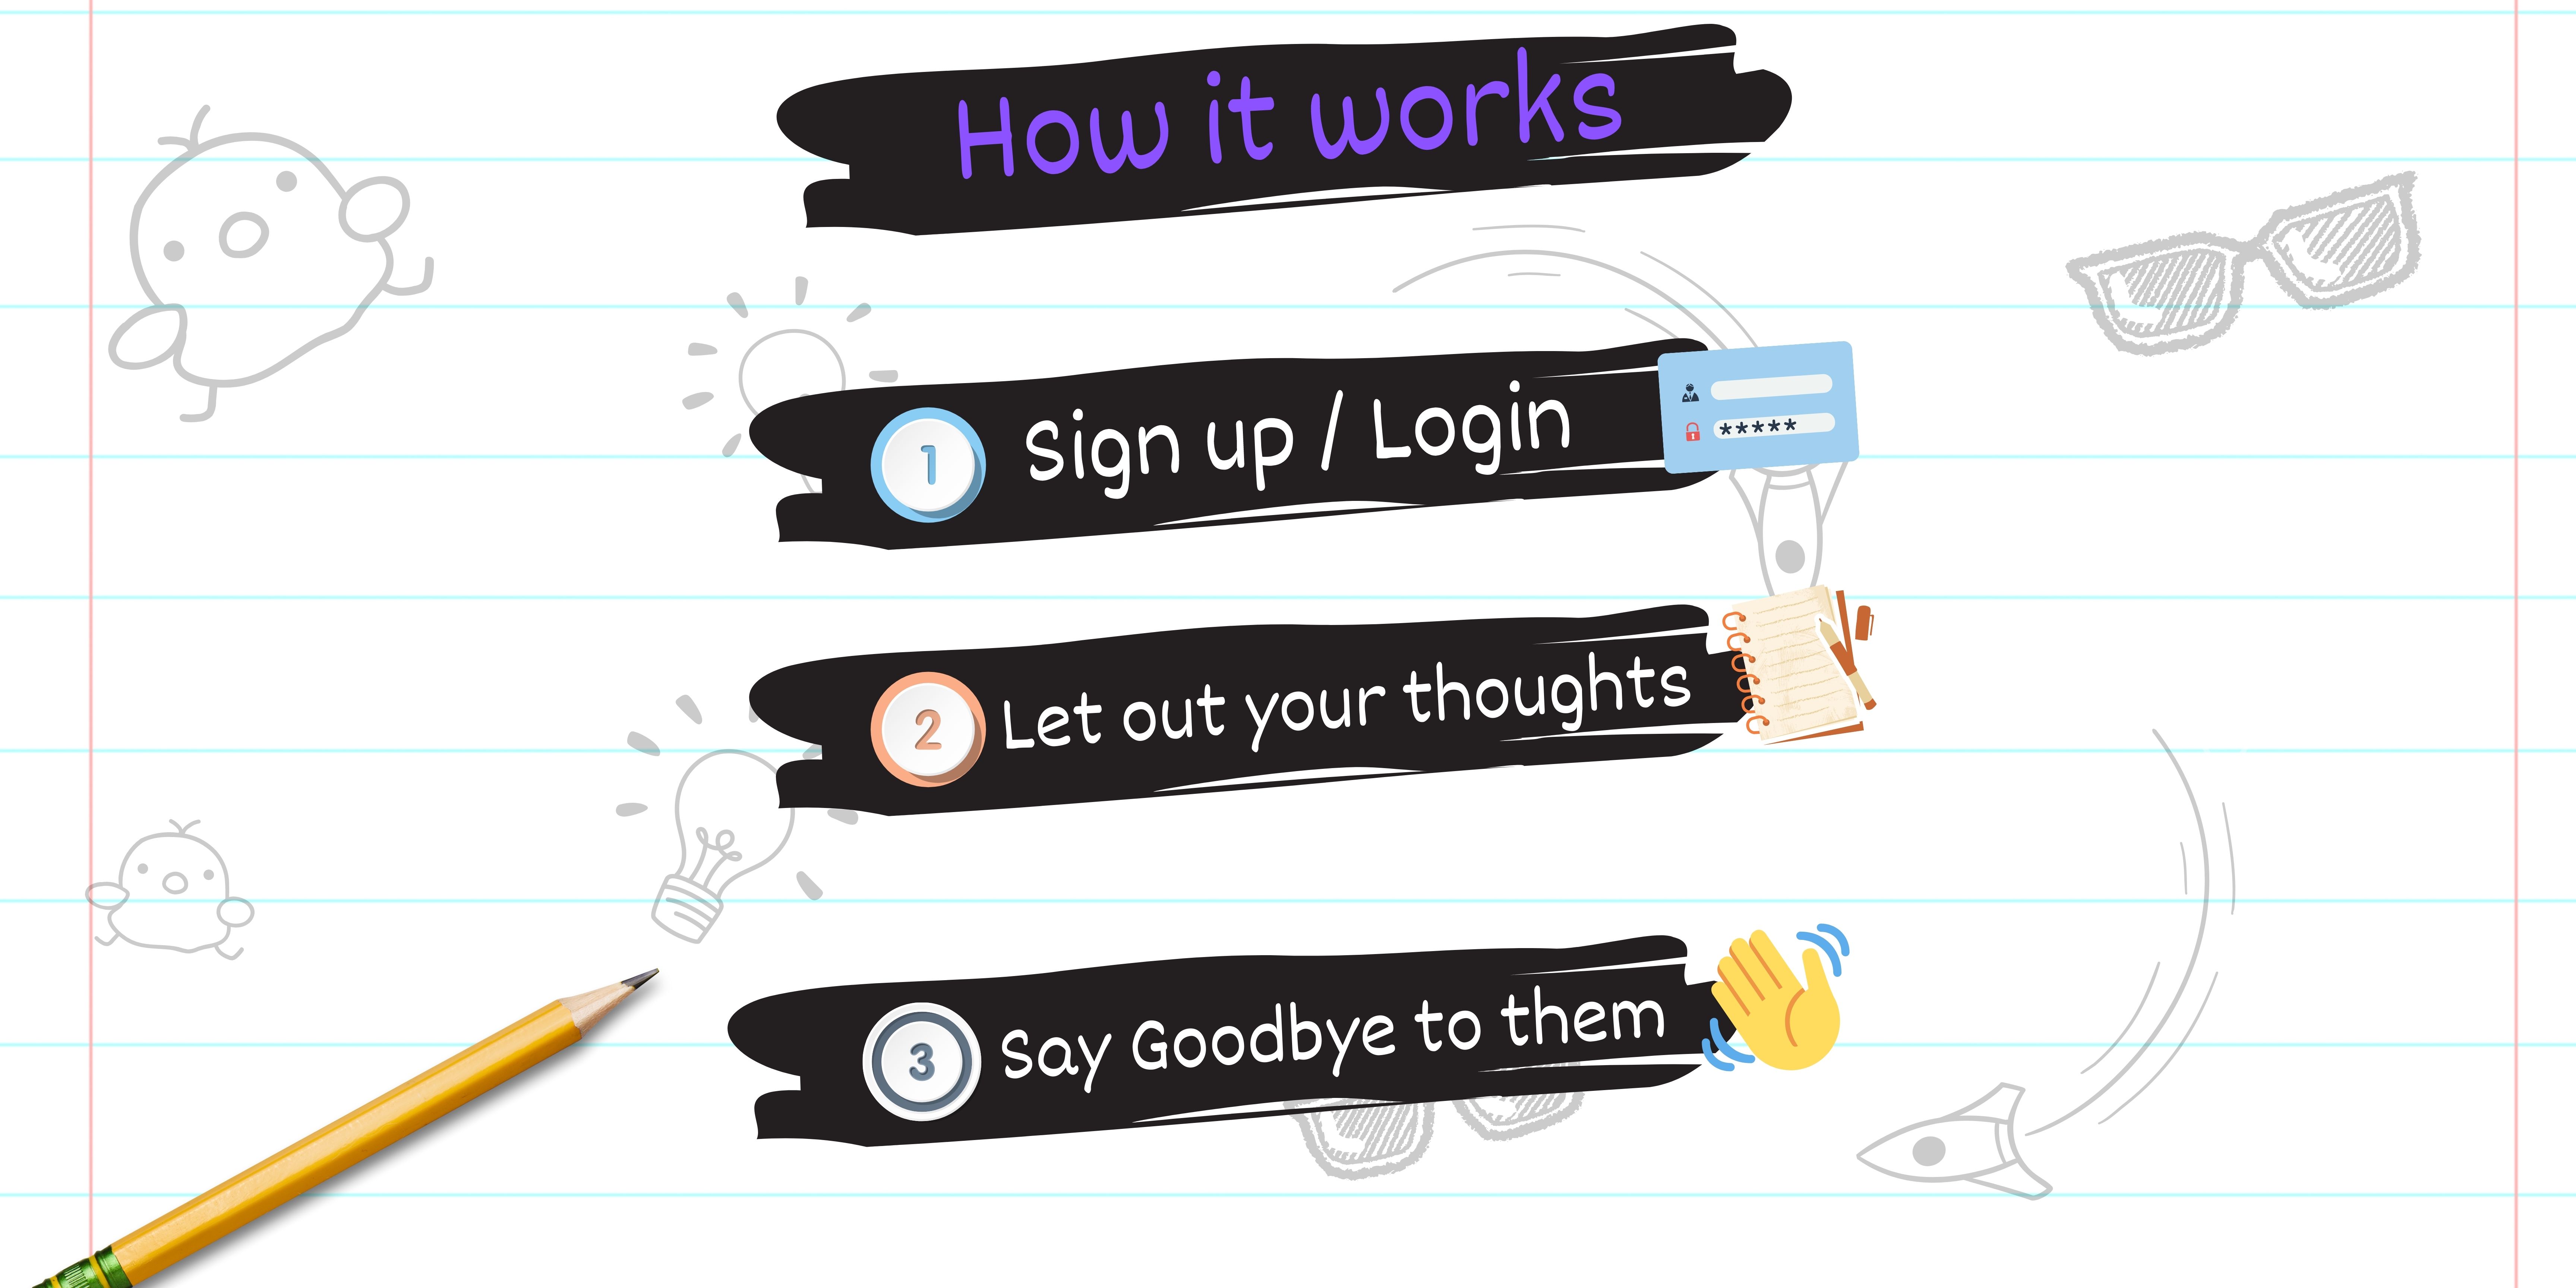 How it works
1 Sign up / Login
*****
2 Let out your thoughts
3 Say Goodbye to them